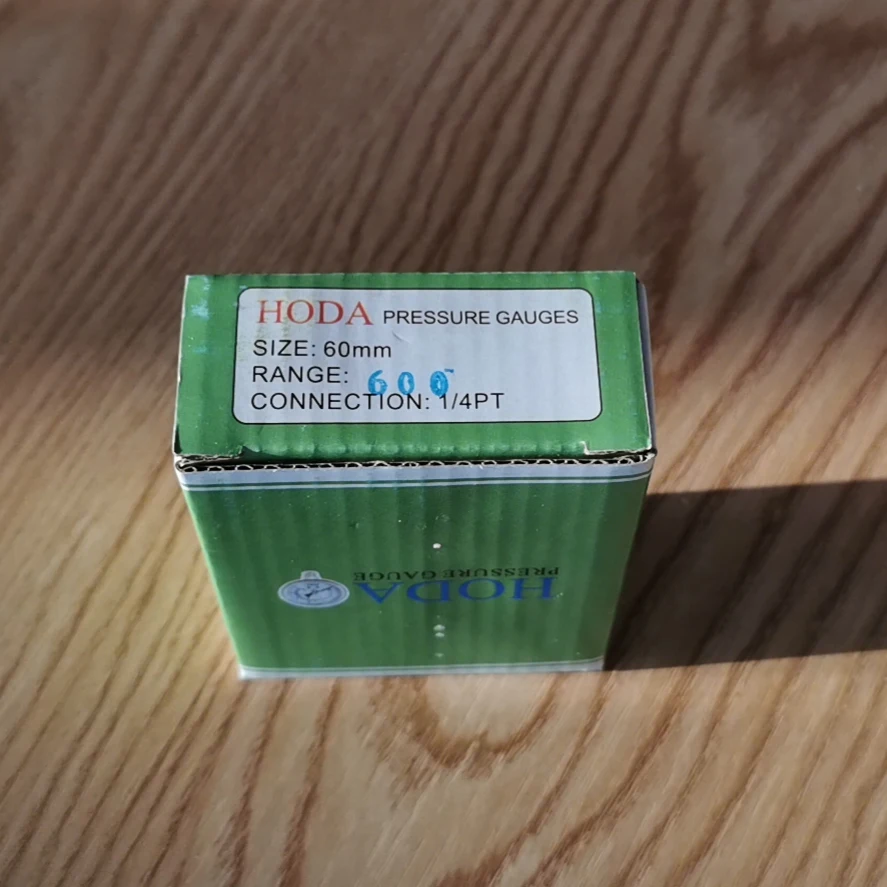 HODA PRESSURE GAUGES
SIZE: 60mm
RANGE: 600
CONNECTION: 1/4PT
HODA
PRESSURE GAUGE